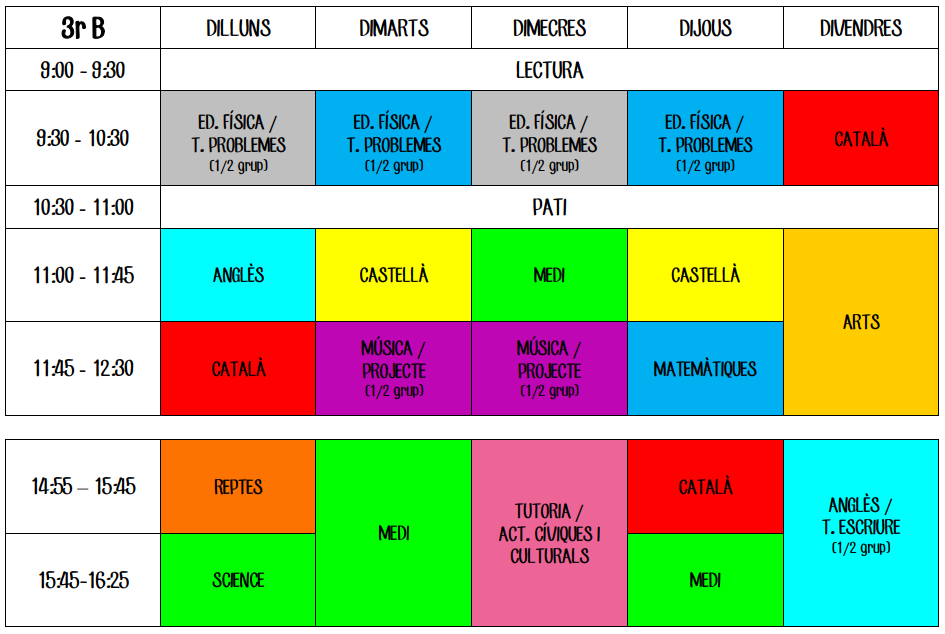 3r B DILLUNS DIMARTS DIMECRES DIJOUS DIVENDRES
9:00 - 9:30 LECTURA
9:30 - 10:30
ED. FÍSICA /
T. PROBLEMES
(1/2 grup)
ED. FÍSICA /
T. PROBLEMES
(1/2 grup)
ED. FÍSICA /
T. PROBLEMES
(1/2 grup)
ED. FÍSICA /
T. PROBLEMES
(1/2 grup)
CATALÀ
10:30 - 11:00 PATI
11:00 - 11:45 ANGLÈS CASTELLÀ MEDI CASTELLÀ
ARTS
11:45 - 12:30 CATALÀ
MÚSICA /
PROJECTE
(1/2 grup)
MÚSICA /
PROJECTE
(1/2 grup)
MATEMÀTIQUES
14:55 – 15:45 REPTES
MEDI
TUTORIA /
ACT. CÍVIQUES I
CULTURALS
CATALÀ
ANGLÈS /
T. ESCRIURE
(1/2 grup)
15:45-16:25 SCIENCE MEDI